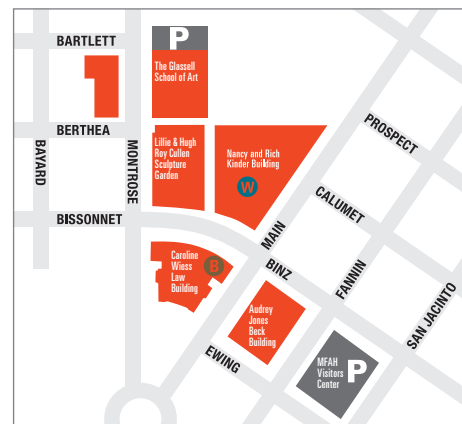 BARTLETT
P
The Glassell
School of Art
BERTHEA
BAYARD
MONTROSE
Lillie & Hugh
Roy Cullen
Sculpture
Garden
Nancy and Rich
Kinder Building
W
PROSPECT
CALUMET
BISSONNET
MAIN
BINZ
FANNIN
SAN JACINTO
Caroline
Wiess
Law
Building
B
Audrey
Jones
Beck
Building
EWING
MFAH
Visitors
Center
P